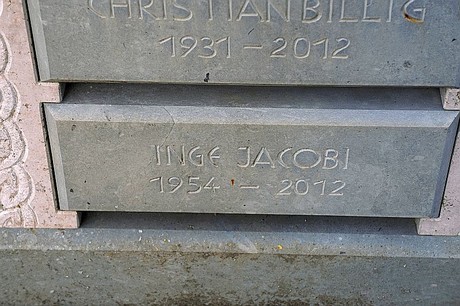 CHRISTIAN BILLIG
1931 – 2012
INGE JACOBI
1954 – 2012